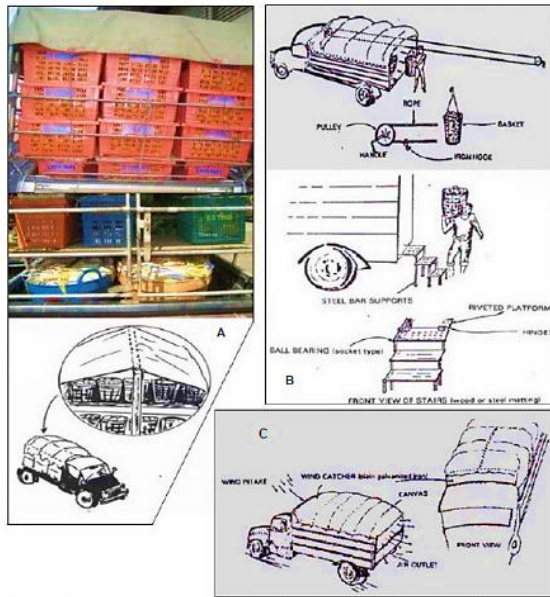 A
ROPE
PULLEY
BASKET
HANDLE
IRON HOOK
STEEL BAR SUPPORTS
RIVETED PLATFORM
HINGE
BALL BEARING (socket type)
B
FRONT VIEW OF STAIRS (wood or steel matting)
C
WIND INTAKE
WIND CATCHER (plain galvanized iron)
CANVAS
AIR OUTLET
FRONT VIEW